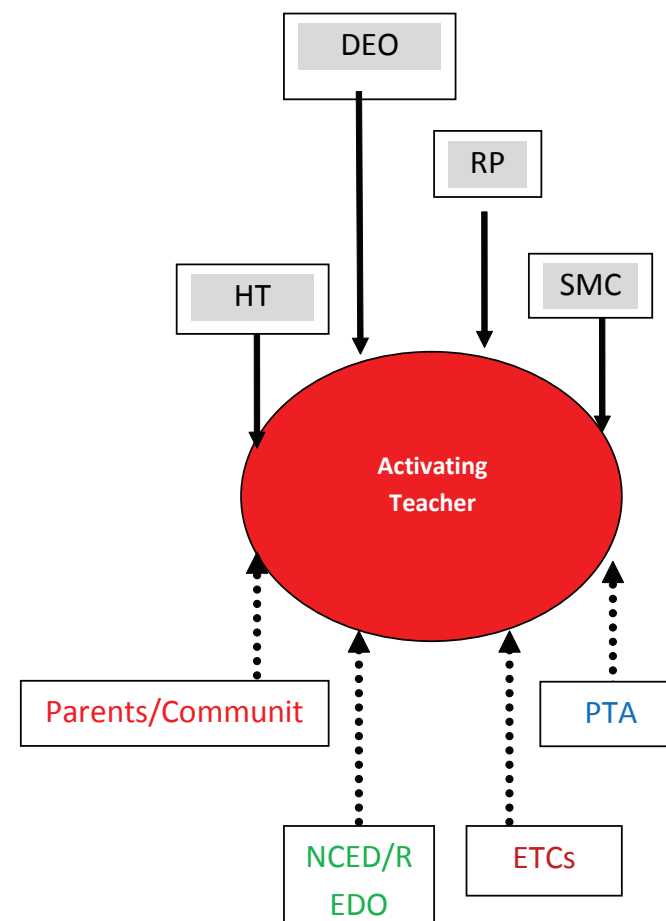 DEO
RP
HT
SMC
Activating
Teacher
Parents/Communit
PTA
NCED/R
EDO
ETCs